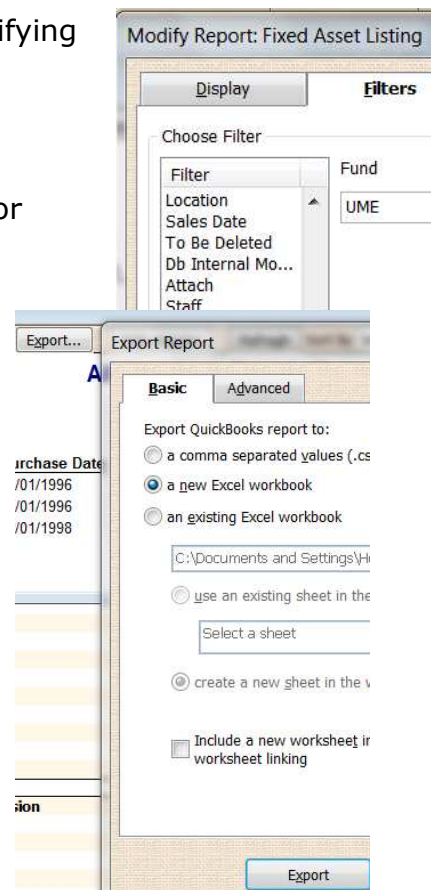 ifying
or
Modify Report: Fixed Asset Listing
Display Filters
Choose Filter
Filter
Location
Sales Date
To Be Deleted
Db Internal Mo...
Attach
Staff
Fund
UME
Export...
A
urchase Date
/01/1996
/01/1996
/01/1998
sion
Export Report
Basic Advanced
Export QuickBooks report to:
a comma separated values (.cs
a new Excel workbook
an existing Excel workbook
C:\Documents and Settings\H
use an existing sheet in the
Select a sheet
create a new sheet in the
Include a new worksheet in
worksheet linking
Export